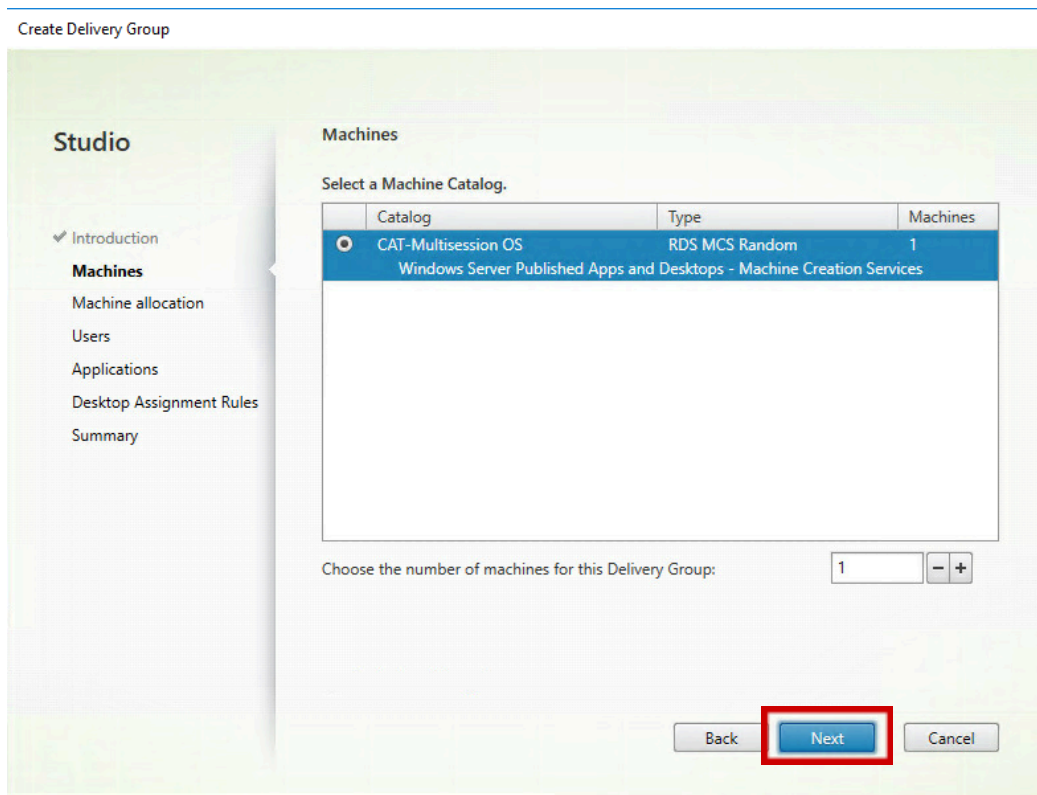 Create Delivery Group
Studio
Introduction
Machines
Machine allocation
Users
Applications
Desktop Assignment Rules
Summary
Machines
Select a Machine Catalog.
Catalog Type Machines
CAT-Multisession OS RDS MCS Random 1
Windows Server Published Apps and Desktops - Machine Creation Services
Choose the number of machines for this Delivery Group: 1 - +
Back Next Cancel